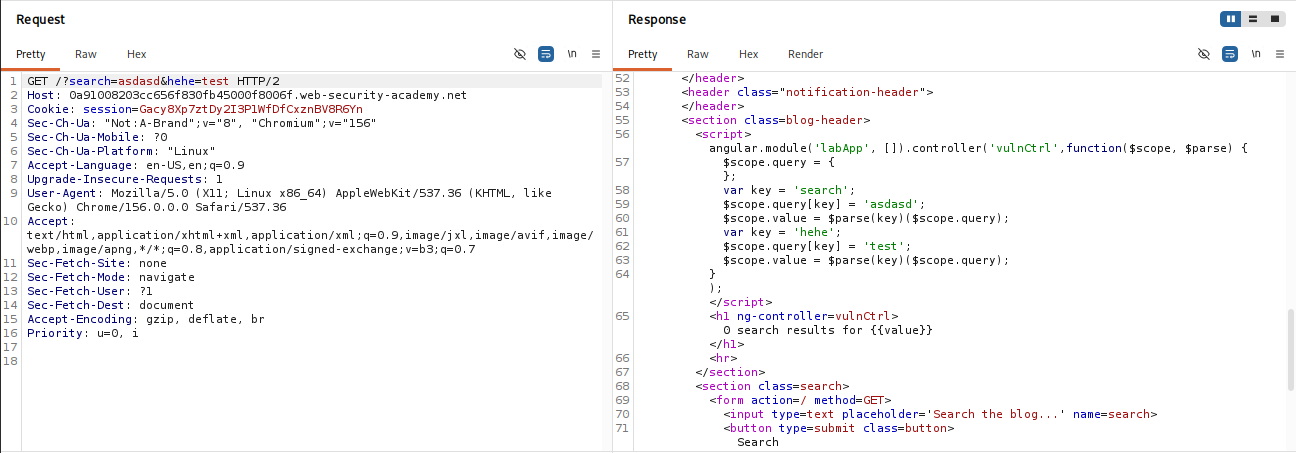 Request
Pretty Raw Hex \n
1 GET /?search=asdasd&hehe=test HTTP/2
2 Host: 0a91008203cc656f830fb45000f8006f.web-security-academy.net
3 Cookie: session=Gacy8Xp7ztDy2I3P1WfDfCxznBV8R6Yn
4 Sec-Ch-Ua: "Not:A-Brand";v="8", "Chromium";v="156"
5 Sec-Ch-Ua-Mobile: ?0
6 Sec-Ch-Ua-Platform: "Linux"
7 Accept-Language: en-US,en;q=0.9
8 Upgrade-Insecure-Requests: 1
9 User-Agent: Mozilla/5.0 (X11; Linux x86_64) AppleWebKit/537.36 (KHTML, like
Gecko) Chrome/156.0.0.0 Safari/537.36
10 Accept:
text/html,application/xhtml+xml,application/xml;q=0.9,image/jxl,image/avif,image/
webp,image/apng,*/*;q=0.8,application/signed-exchange;v=b3;q=0.7
11 Sec-Fetch-Site: none
12 Sec-Fetch-Mode: navigate
13 Sec-Fetch-User: ?1
14 Sec-Fetch-Dest: document
15 Accept-Encoding: gzip, deflate, br
16 Priority: u=0, i
17
18
Response
Pretty Raw Hex Render \n
52 </header>
53 <header class="notification-header">
54 </header>
55 <section class=blog-header>
56 <script>
angular.module('labApp', []).controller('vulnCtrl',function($scope, $parse) {
57 $scope.query = {
};
58 var key = 'search';
59 $scope.query[key] = 'asdasd';
60 $scope.value = $parse(key)($scope.query);
61 var key = 'hehe';
62 $scope.query[key] = 'test';
63 $scope.value = $parse(key)($scope.query);
64 }
);
</script>
65 <h1 ng-controller=vulnCtrl>
0 search results for {{value}}
</h1>
66 <hr>
67 </section>
68 <section class=search>
69 <form action=/ method=GET>
70 <input type=text placeholder='Search the blog...' name=search>
71 <button type=submit class=button>
Search